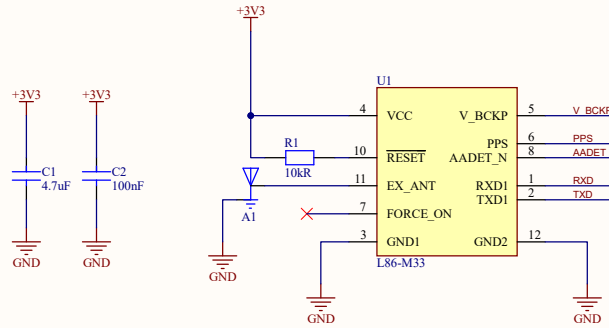 +3V3
U1
+3V3
+3V3
4
VCC
V_BCKP
5
V_BCKP
R1
PPS
6
PPS
10
RESET
AADET_N
8
AADET
C1
4.7uF
C2
100nF
10kR
11
EX_ANT
RXD1
1
RXD
TXD1
2
TXD
A1
7
FORCE_ON
3
GND1
GND2
12
L86-M33
GND
GND
GND
GND
GND